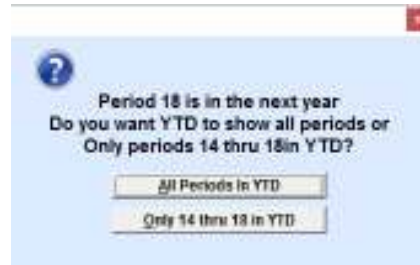 Period 18 is in the next year
Do you want YTD to show all periods or
Only periods 14 thru 18in YTD?
All Periods in YTD
Only 14 thru 18 in YTD